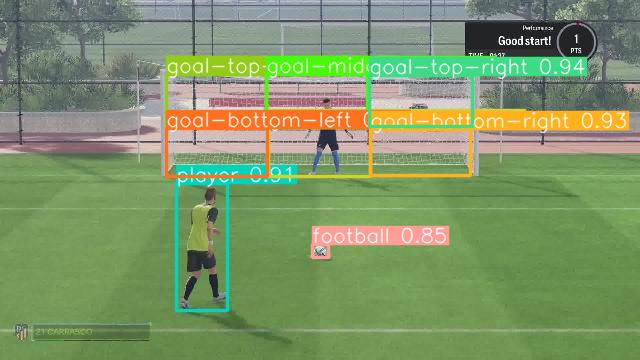 Performance
Good start!
1
PTS
goal-top-
goal-mid
goal-top-right 0.94
goal-bottom-left
goal-bottom-right 0.93
player 0.91
football 0.85
21 CARRASCO